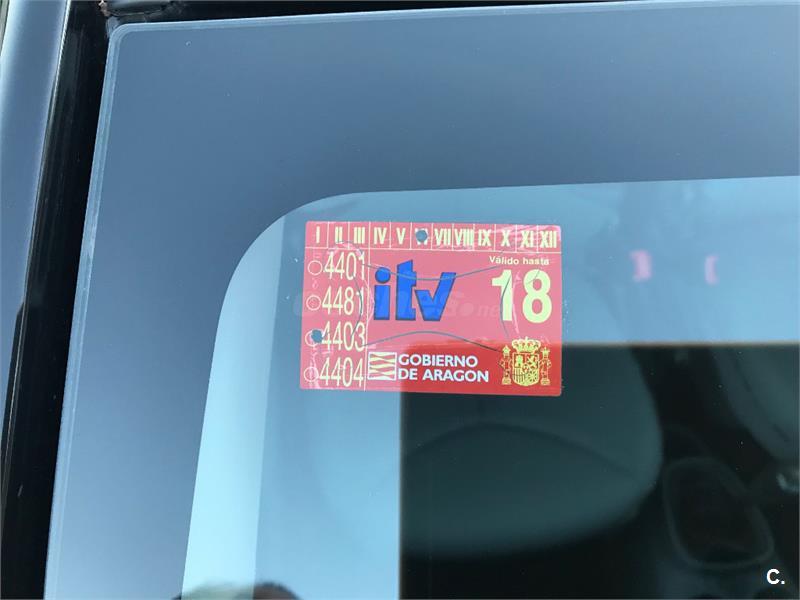 I II III IV V VII VIII IX X XI XII
4401
4481
4403
4404
itv
Válido hasta
18
GOBIERNO
DE ARAGON
C.